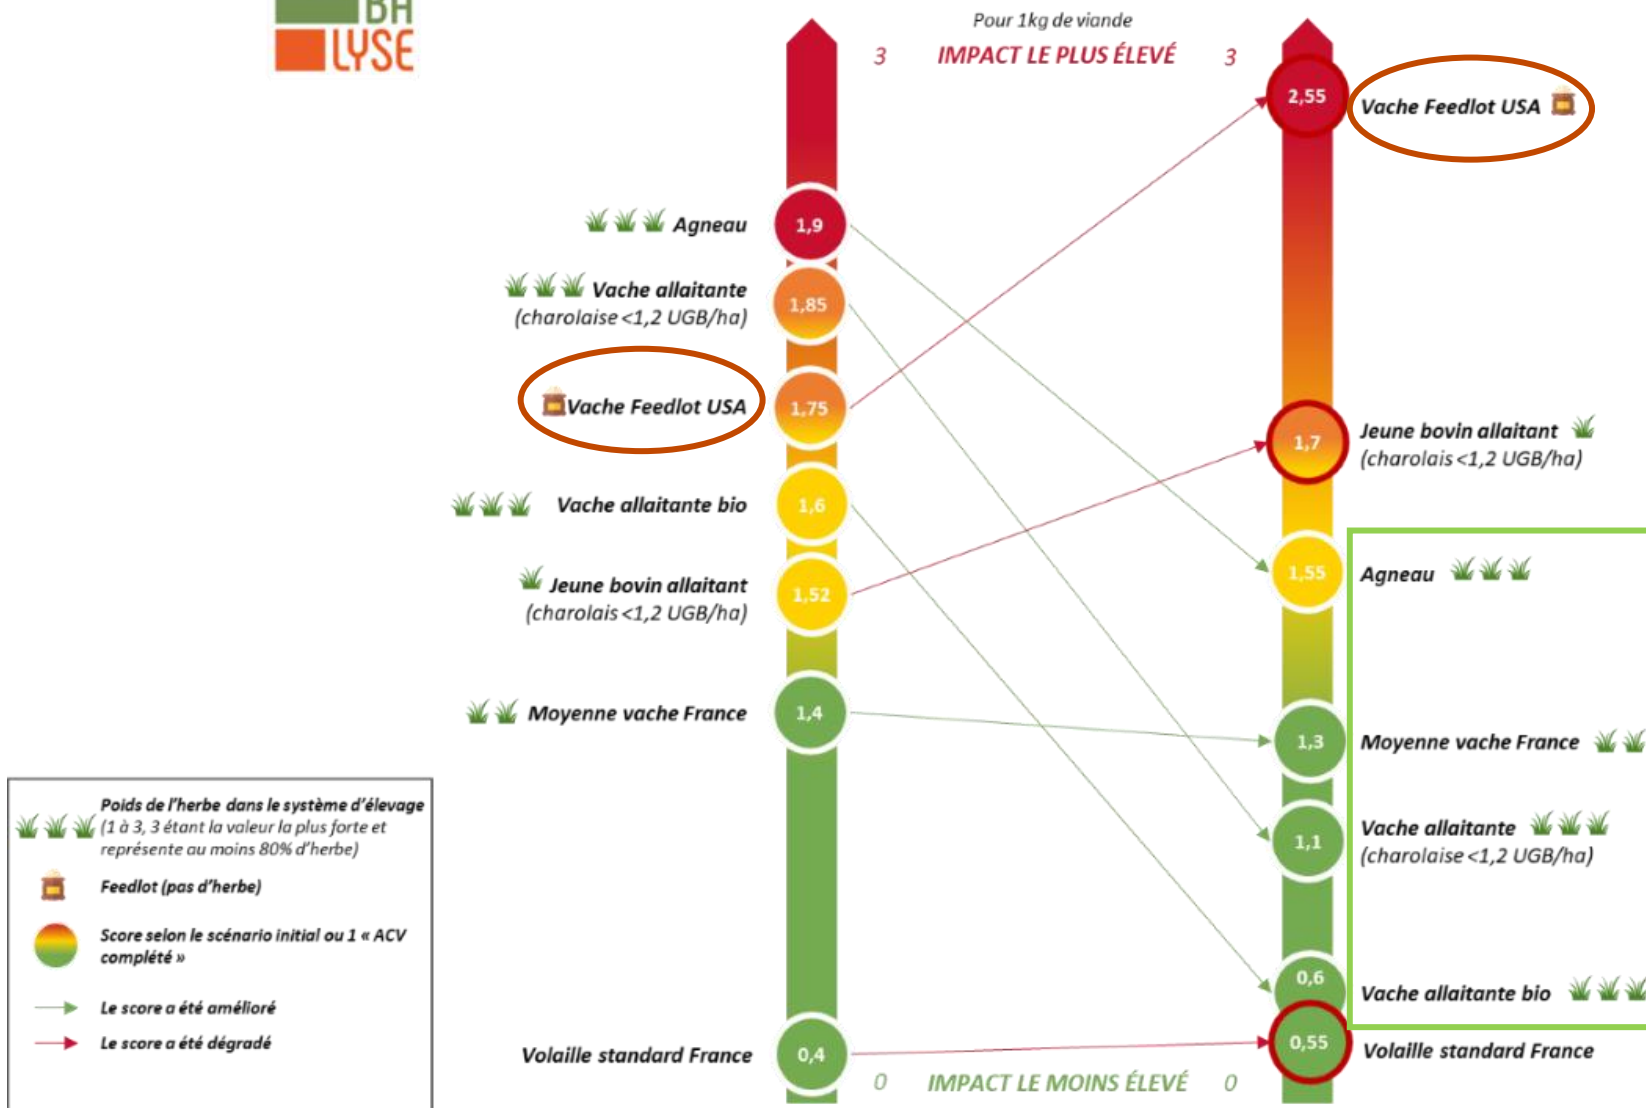 BA
LYSE
Pour 1kg de viande
3 IMPACT LE PLUS ÉLEVÉ 3
2,55
Vache Feedlot USA
Agneau
1,9
Vache allaitante
(charolaise <1,2 UGB/ha)
1,85
Vache Feedlot USA
1,75
1,7
Jeune bovin allaitant
(charolais <1,2 UGB/ha)
Vache allaitante bio
1,6
Jeune bovin allaitant
(charolais <1,2 UGB/ha)
1,52
1,55
Agneau
Moyenne vache France
1,4
1,3
Moyenne vache France
1,1
Vache allaitante
(charolaise <1,2 UGB/ha)
0,6
Vache allaitante bio
Volaille standard France
0,4
0,55
Volaille standard France
0 IMPACT LE MOINS ÉLEVÉ 0
Poids de l'herbe dans le système d'élevage
(1 à 3, 3 étant la valeur la plus forte et
représente au moins 80% d'herbe)
Feedlot (pas d'herbe)
Score selon le scénario initial ou 1 « ACV
complété »
Le score a été amélioré
Le score a été dégradé